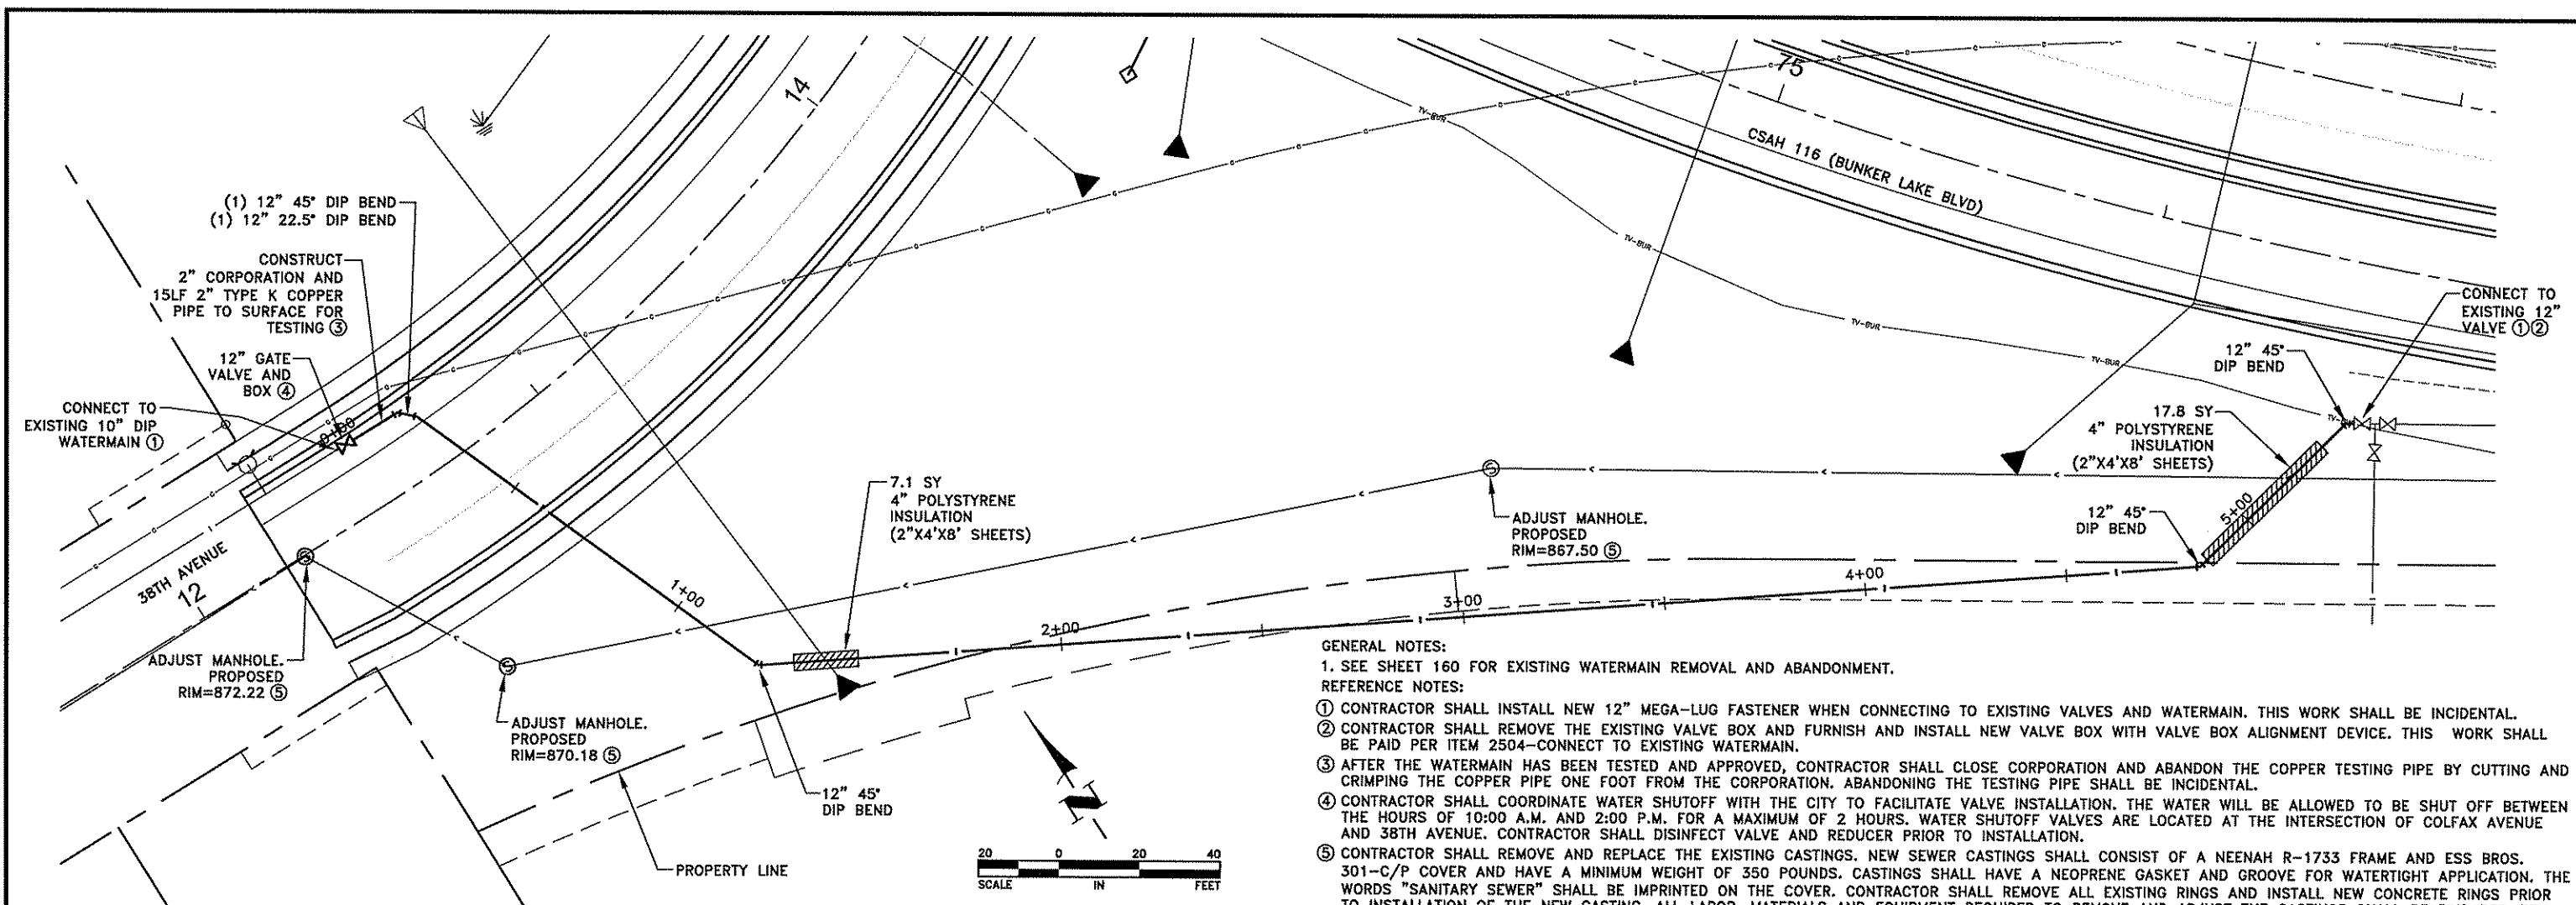 14
75
TV-BUR
CSAH 116 (BUNKER LAKE BLVD)
TV-BUR
TV-BUR
TV-BUR
(1) 12" 45° DIP BEND
(1) 12" 22.5° DIP BEND
CONSTRUCT
2" CORPORATION AND
15LF 2" TYPE K COPPER
PIPE TO SURFACE FOR
TESTING ③
12" GATE
VALVE AND
BOX ④
CONNECT TO
EXISTING 10" DIP
WATERMAIN ①
0+00
38TH AVENUE
12
CONNECT TO
EXISTING 12"
VALVE ①②
12" 45°
DIP BEND
17.8 SY
4" POLYSTYRENE
INSULATION
(2"X4'X8' SHEETS)
12" 45°
DIP BEND
5+00
7.1 SY
4" POLYSTYRENE
INSULATION
(2"X4'X8' SHEETS)
ADJUST MANHOLE.
PROPOSED
RIM=867.50 ⑤
1+00
2+00
3+00
4+00
ADJUST MANHOLE.
PROPOSED
RIM=872.22 ⑤
ADJUST MANHOLE.
PROPOSED
RIM=870.18 ⑤
12" 45°
DIP BEND
PROPERTY LINE
N
20 0 20 40
SCALE IN FEET
GENERAL NOTES:
1. SEE SHEET 160 FOR EXISTING WATERMAIN REMOVAL AND ABANDONMENT.
REFERENCE NOTES:
① CONTRACTOR SHALL INSTALL NEW 12" MEGA-LUG FASTENER WHEN CONNECTING TO EXISTING VALVES AND WATERMAIN. THIS WORK SHALL BE INCIDENTAL.
② CONTRACTOR SHALL REMOVE THE EXISTING VALVE BOX AND FURNISH AND INSTALL NEW VALVE BOX WITH VALVE BOX ALIGNMENT DEVICE. THIS WORK SHALL
BE PAID PER ITEM 2504-CONNECT TO EXISTING WATERMAIN.
③ AFTER THE WATERMAIN HAS BEEN TESTED AND APPROVED, CONTRACTOR SHALL CLOSE CORPORATION AND ABANDON THE COPPER TESTING PIPE BY CUTTING AND
CRIMPING THE COPPER PIPE ONE FOOT FROM THE CORPORATION. ABANDONING THE TESTING PIPE SHALL BE INCIDENTAL.
④ CONTRACTOR SHALL COORDINATE WATER SHUTOFF WITH THE CITY TO FACILITATE VALVE INSTALLATION. THE WATER WILL BE ALLOWED TO BE SHUT OFF BETWEEN
THE HOURS OF 10:00 A.M. AND 2:00 P.M. FOR A MAXIMUM OF 2 HOURS. WATER SHUTOFF VALVES ARE LOCATED AT THE INTERSECTION OF COLFAX AVENUE
AND 38TH AVENUE. CONTRACTOR SHALL DISINFECT VALVE AND REDUCER PRIOR TO INSTALLATION.
⑤ CONTRACTOR SHALL REMOVE AND REPLACE THE EXISTING CASTINGS. NEW SEWER CASTINGS SHALL CONSIST OF A NEENAH R-1733 FRAME AND ESS BROS.
301-C/P COVER AND HAVE A MINIMUM WEIGHT OF 350 POUNDS. CASTINGS SHALL HAVE A NEOPRENE GASKET AND GROOVE FOR WATERTIGHT APPLICATION. THE
WORDS "SANITARY SEWER" SHALL BE IMPRINTED ON THE COVER. CONTRACTOR SHALL REMOVE ALL EXISTING RINGS AND INSTALL NEW CONCRETE RINGS PRIOR